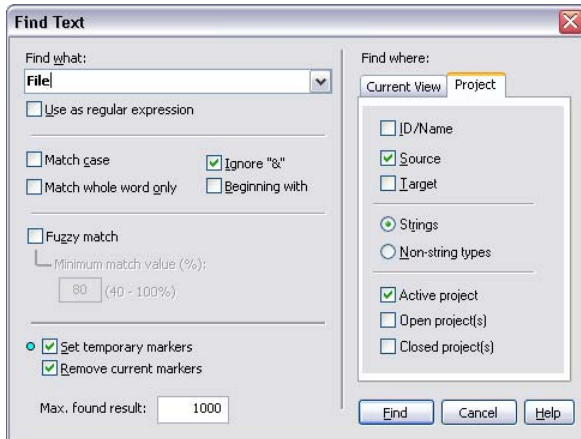 Find Text
Find what:
File
Use as regular expression
Match case
Ignore "&"
Match whole word only
Beginning with
Fuzzy match
Minimum match value (%):
80 (40 - 100%)
Set temporary markers
Remove current markers
Max. found result: 1000
Find where:
Current View Project
ID/Name
Source
Target
Strings
Non-string types
Active project
Open project(s)
Closed project(s)
Find Cancel Help